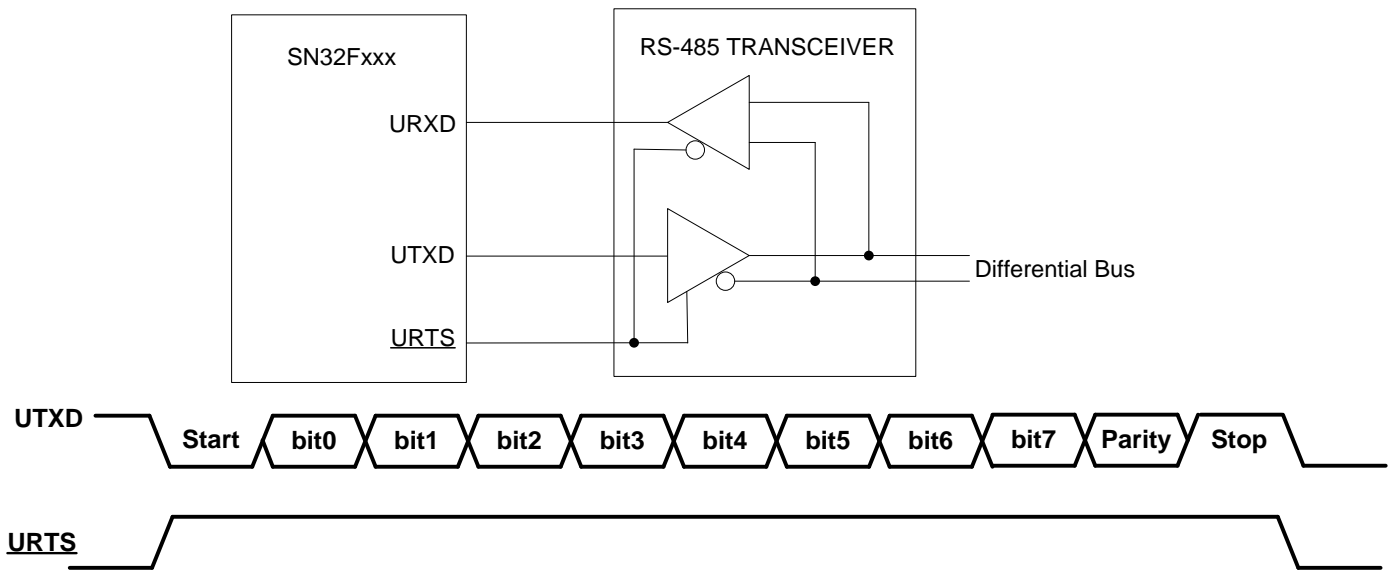 SN32Fxxx
RS-485 TRANSCEIVER
URXD
UTXD
URTS
Differential Bus
UTXD
Start bit0 bit1 bit2 bit3 bit4 bit5 bit6 bit7 Parity Stop
URTS